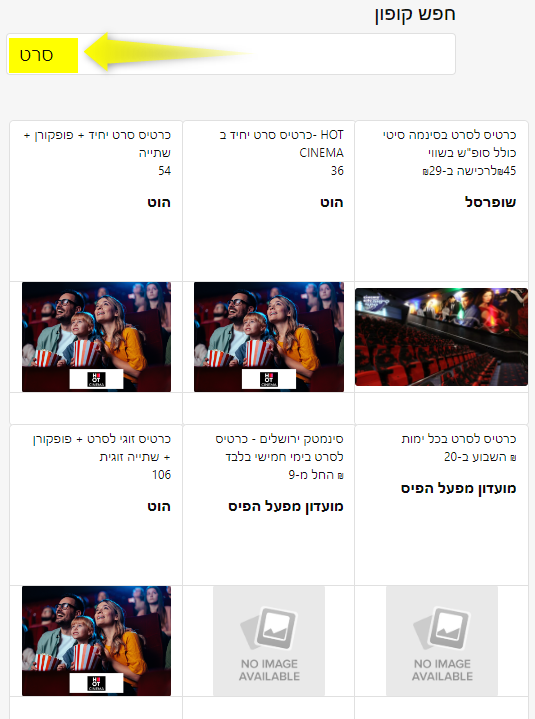 חפש קופון
סרט
כרטיס לסרט בסינמה סיטי
כולל סופ"ש בשווי
₪45לרכישה ב-₪29
שופרסל
HOT -כרטיס סרט יחיד ב
CINEMA
36
הוט
כרטיס סרט יחיד + פופקורן +
שתייה
54
הוט
HOT
CINEMA
HOT
CINEMA
כרטיס לסרט בכל ימות
₪ השבוע ב-20
מועדון מפעל הפיס
סינמטק ירושלים - כרטיס
לסרט בימי חמישי בלבד
₪ החל מ-9
מועדון מפעל הפיס
כרטיס זוגי לסרט + פופקורן
+ שתייה זוגית
106
הוט
NO IMAGE
AVAILABLE
NO IMAGE
AVAILABLE
HOT
CINEMA